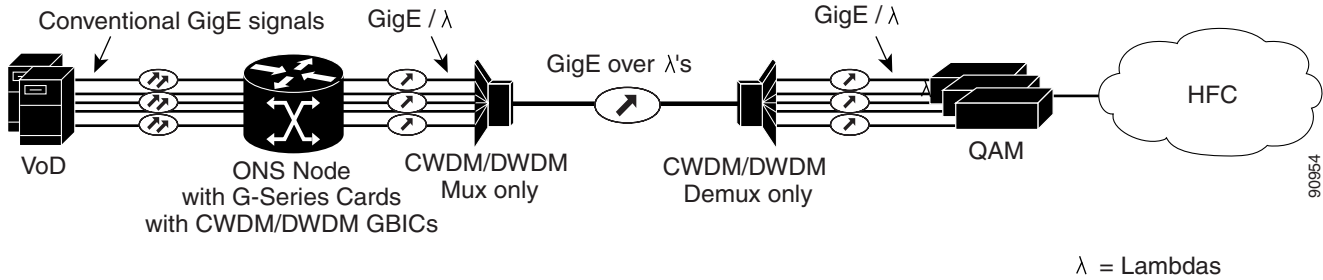 Conventional GigE signals
GigE / λ
GigE over λ's
GigE / λ
λ
HFC
VoD
ONS Node
with G-Series Cards
with CWDM/DWDM GBICs
CWDM/DWDM
Mux only
CWDM/DWDM
Demux only
QAM
90954
λ = Lambdas